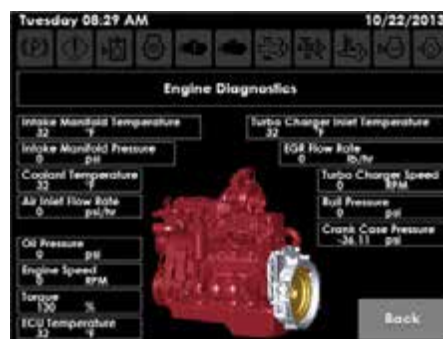 Tuesday 08:29 AM
10/22/2013
(P)
Engine Diagnostics
Intake Manifold Temperature
32 °F
Turbo Charger Inlet Temperature
32 °F
Intake Manifold Pressure
0 psi
EGR Flow Rate
0 lb/hr
Coolant Temperature
32 °F
Turbo Charger Speed
0 RPM
Air Inlet Flow Rate
0 psi/hr
Rail Pressure
0 psi
Crank Case Pressure
-36.11 psi
Oil Pressure
0 psi
Engine Speed
0 RPM
Torque
130 %
ECU Temperature
32 °F
Back